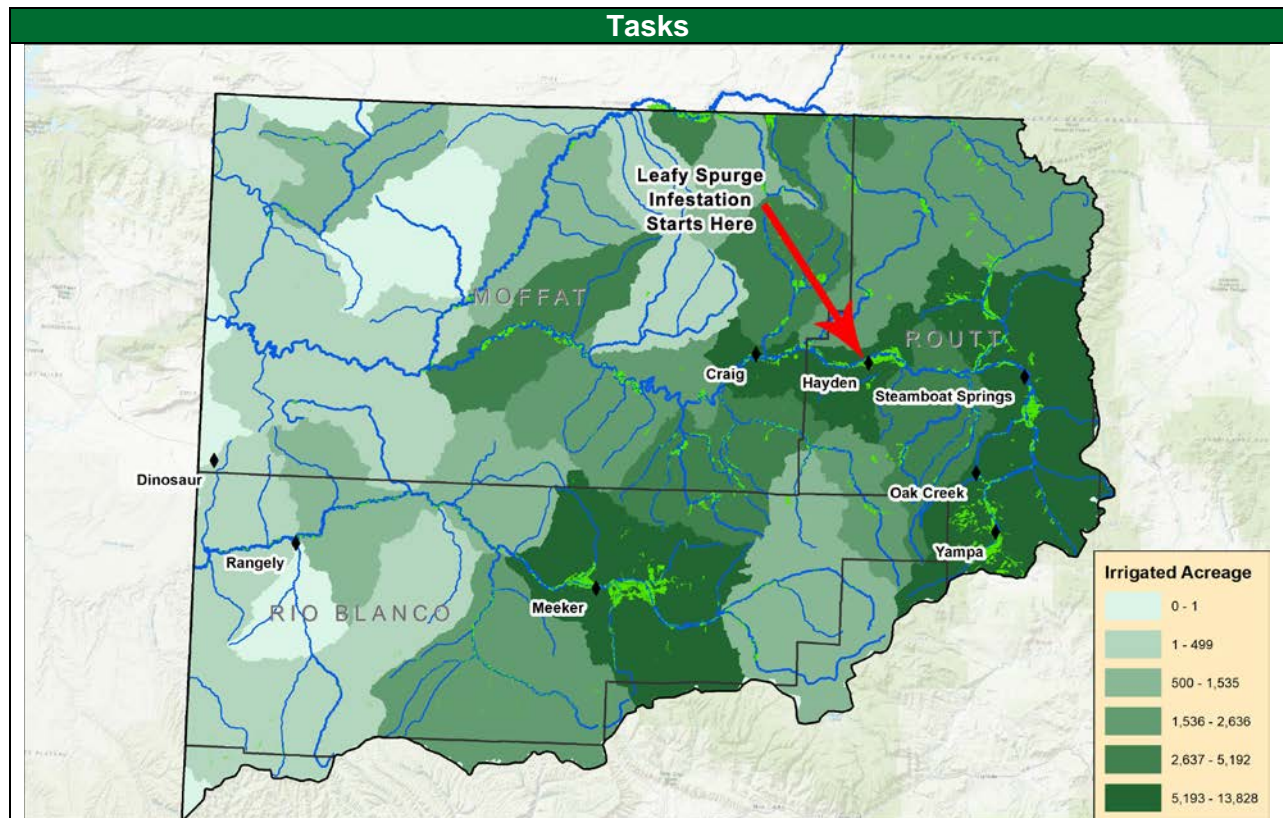 Tasks
Leafy Spurge
Infestation
Starts Here
MOFFAT
ROUTT
Craig
Hayden
Steamboat Springs
Dinosaur
Oak Creek
Rangely
Yampa
Meeker
RIO BLANCO
Irrigated Acreage
0 - 1
1 - 499
500 - 1,535
1,536 - 2,636
2,637 - 5,192
5,193 - 13,828